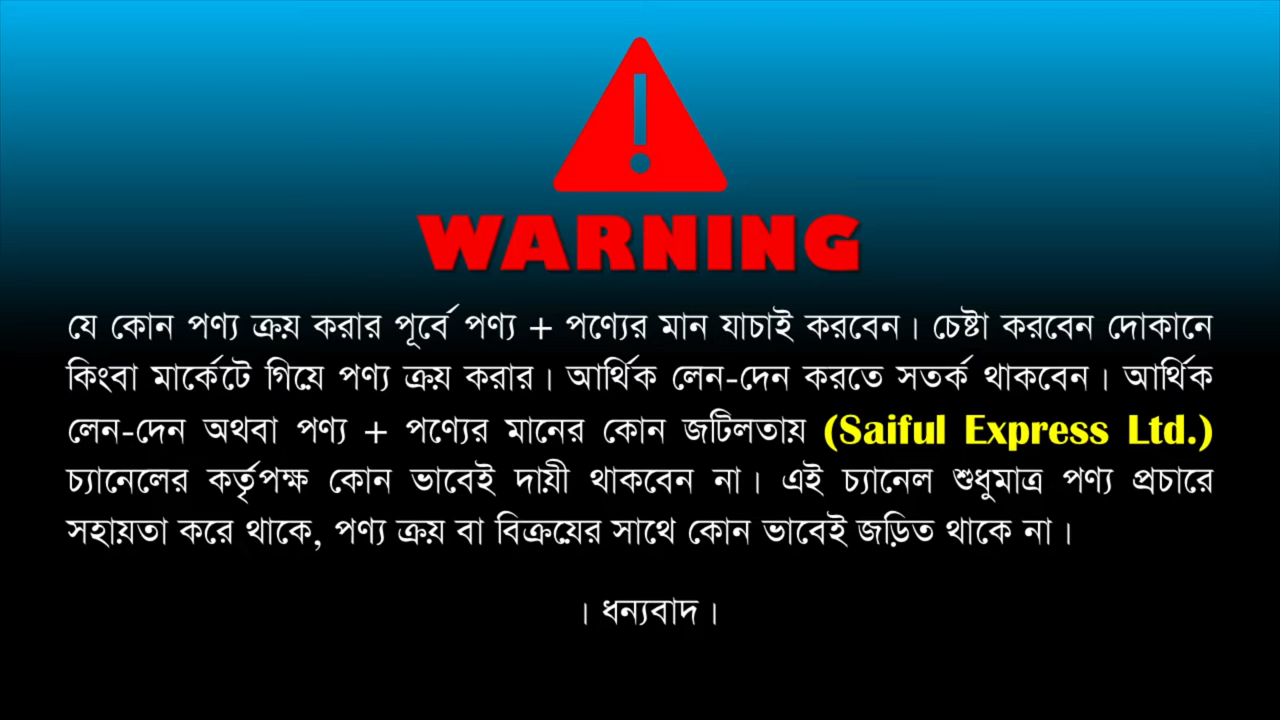 WARNING
যে কোন পণ্য ক্রয় করার পূর্বে পণ্য + পণ্যের মান যাচাই করবেন। চেষ্টা করবেন দোকানে
কিংবা মার্কেটে গিয়ে পণ্য ক্রয় করার। আর্থিক লেন-দেন করতে সতর্ক থাকবেন। আর্থিক
লেন-দেন অথবা পণ্য + পণ্যের মানের কোন জটিলতায় (Saiful Express Ltd.)
চ্যানেলের কর্তৃপক্ষ কোন ভাবেই দায়ী থাকবেন না। এই চ্যানেল শুধুমাত্র পণ্য প্রচারে
সহায়তা করে থাকে, পণ্য ক্রয় বা বিক্রয়ের সাথে কোন ভাবেই জড়িত থাকে না।
। ধন্যবাদ।